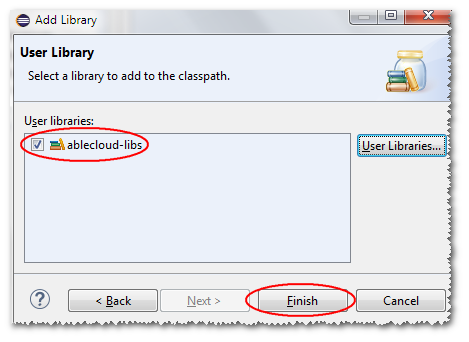 Add Library
User Library
Select a library to add to the classpath.
User libraries:
ablecloud-libs
User Libraries...
?
< Back
Next >
Finish
Cancel